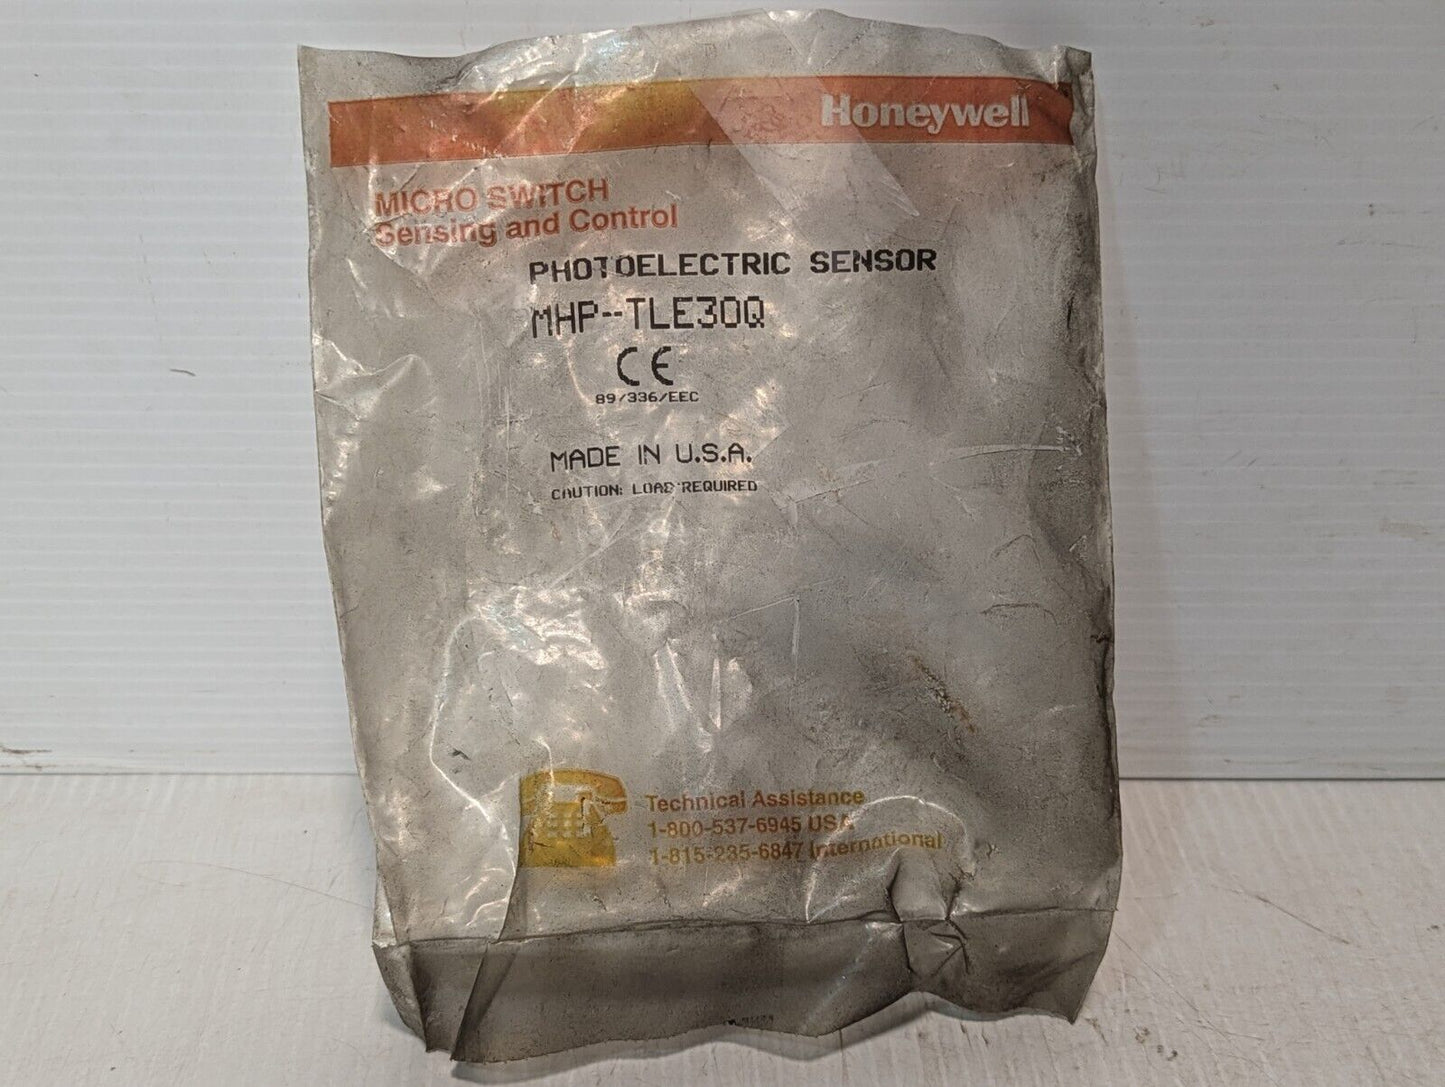 Honeywell
MICRO SWITCH
Sensing and Control
PHOTOELECTRIC SENSOR
MHP--TLE30Q
CE
89/336/EEC
MADE IN U.S.A.
CAUTION: LOAD REQUIRED
Technical Assistance
1-800-537-6945 USA
1-815-235-6847 International